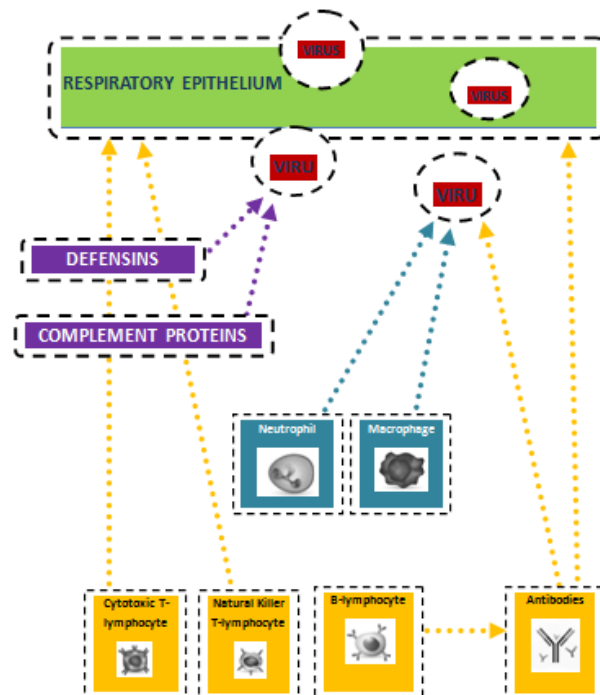 VIRUS
RESPIRATORY EPITHELIUM
VIRUS
VIRU
VIRU
DEFENSINS
COMPLEMENT PROTEINS
Neutrophil
Macrophage
Cytotoxic T-
lymphocyte
Natural Killer
T-lymphocyte
B-lymphocyte
Antibodies